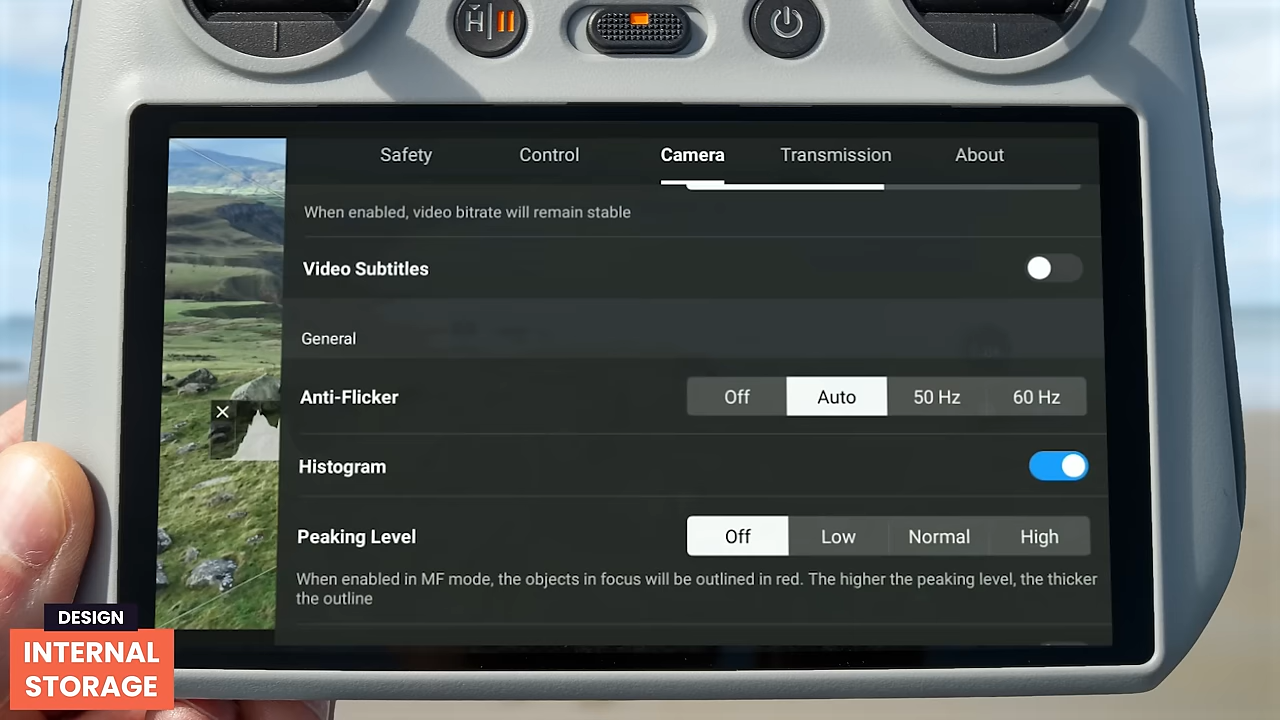 Safety
Control
Camera
Transmission
About
When enabled, video bitrate will remain stable
Video Subtitles
General
Anti-Flicker
Off
Auto
50 Hz
60 Hz
Histogram
Peaking Level
Off
Low
Normal
High
When enabled in MF mode, the objects in focus will be outlined in red. The higher the peaking level, the thicker
the outline
DESIGN
INTERNAL
STORAGE